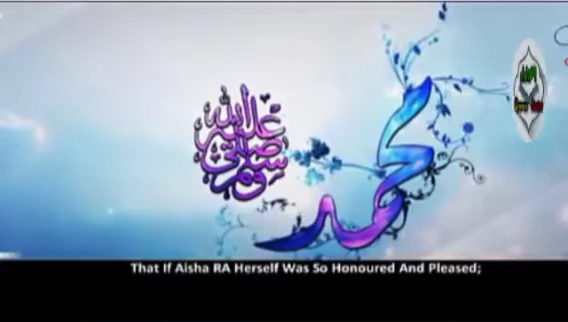 محمد
صلى الله عليه وسلم
That If Aisha RA Herself Was So Honoured And Pleased;